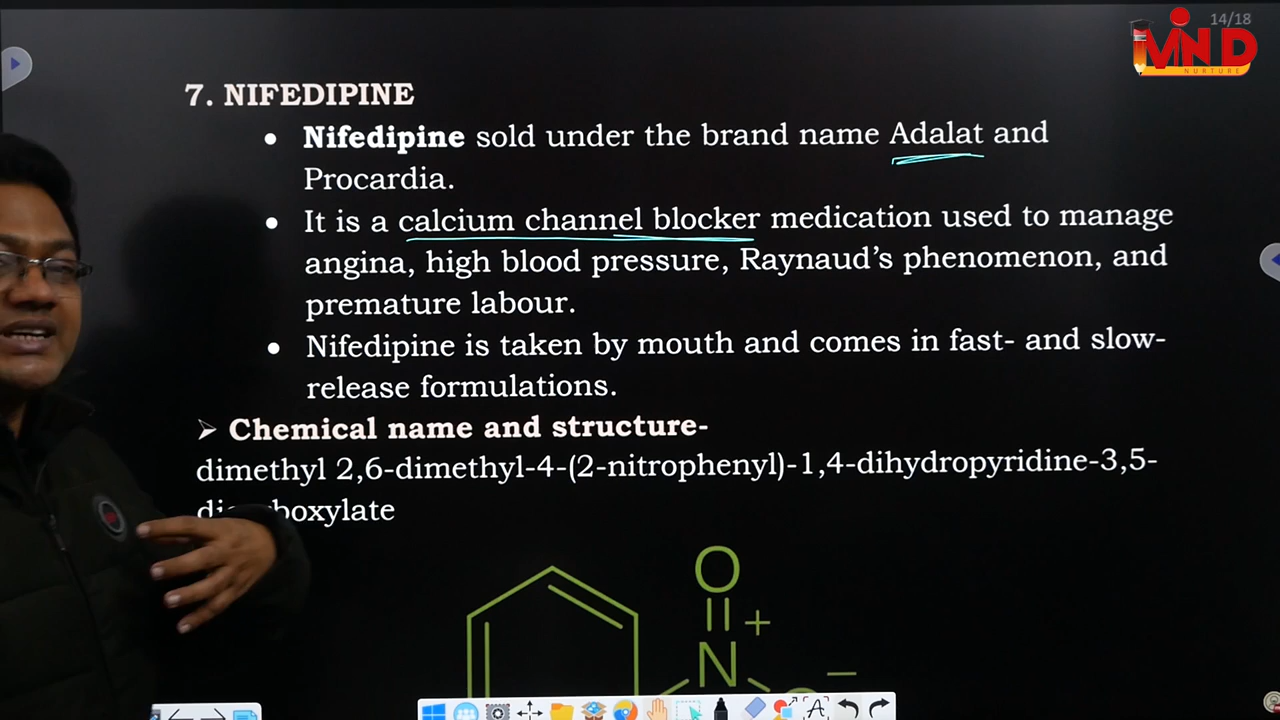 14/18
MIND
NURTURE
7. NIFEDIPINE
• Nifedipine sold under the brand name Adalat and
Procardia.
• It is a calcium channel blocker medication used to manage
angina, high blood pressure, Raynaud's phenomenon, and
premature labour.
• Nifedipine is taken by mouth and comes in fast- and slow-
release formulations.
➢ Chemical name and structure-
dimethyl 2,6-dimethyl-4-(2-nitrophenyl)-1,4-dihydropyridine-3,5-
O
+
N
−
A